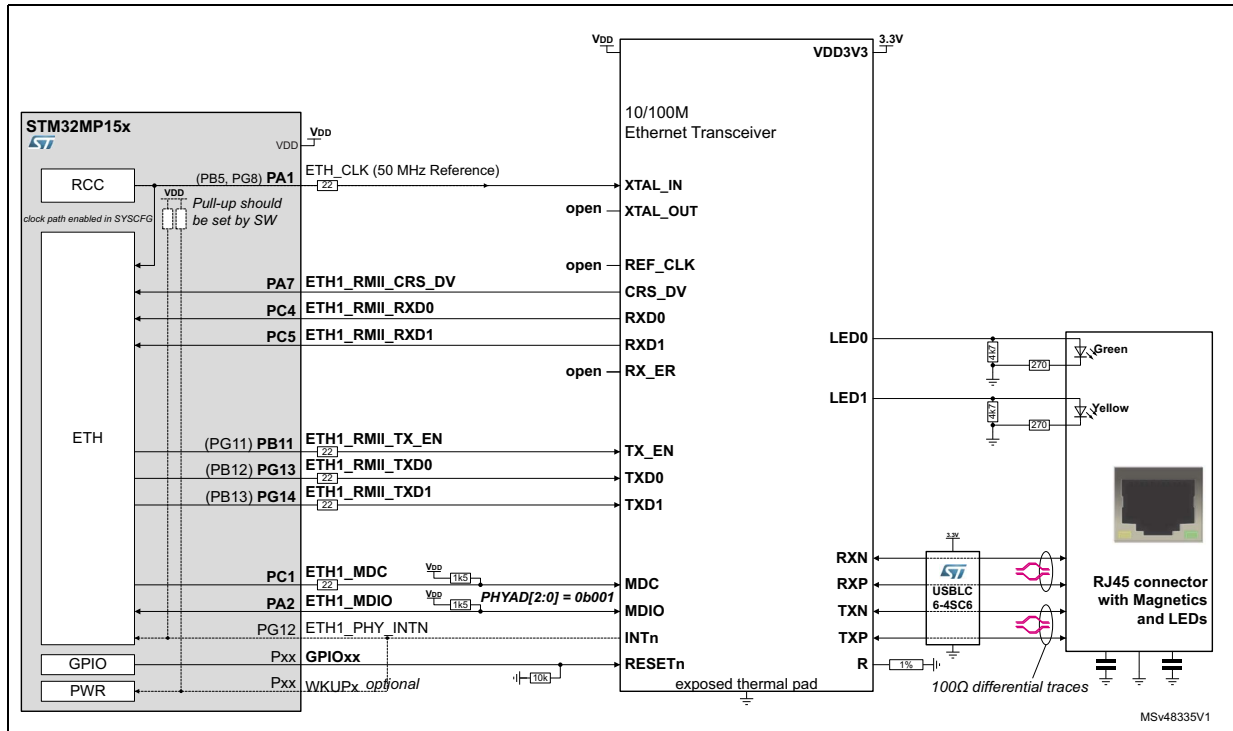 VDD
3.3V
VDD3V3
10/100M
Ethernet Transceiver
STM32MP15x
VDD
VDD
RCC
(PB5, PG8) PA1
ETH_CLK (50 MHz Reference)
22
XTAL_IN
clock path enabled in SYSCFG
VDD
Pull-up should
be set by SW
open
XTAL_OUT
open
REF_CLK
PA7
ETH1_RMII_CRS_DV
CRS_DV
PC4
ETH1_RMII_RXD0
RXD0
PC5
ETH1_RMII_RXD1
RXD1
open
RX_ER
LED0
4k7
270
Green
LED1
4k7
270
Yellow
ETH
(PG11) PB11
ETH1_RMII_TX_EN
22
TX_EN
(PB12) PG13
ETH1_RMII_TXD0
22
TXD0
(PB13) PG14
ETH1_RMII_TXD1
22
TXD1
3.3V
RXN
RXP
TXN
TXP
USBLC
6-4SC6
RJ45 connector
with Magnetics
and LEDs
PC1
ETH1_MDC
22
VDD
1k5
MDC
PHYAD[2:0] = 0b001
PA2
ETH1_MDIO
VDD
1k5
MDIO
PG12
ETH1_PHY_INTN
INTn
GPIO
Pxx
GPIOxx
10k
RESETn
R
1%
PWR
Pxx
WKUPx
optional
exposed thermal pad
100Ω differential traces
MSv48335V1